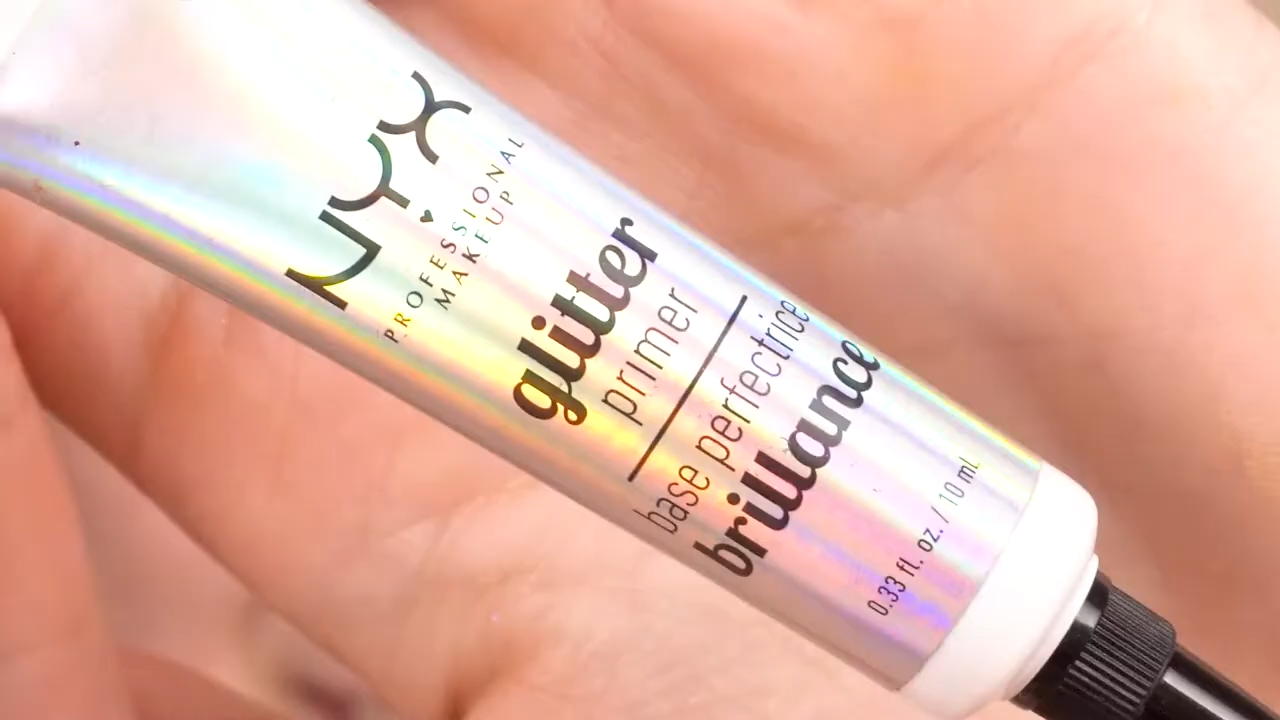 NYX
PROFESSIONAL
MAKEUP
glitter
primer
base perfectrice
brillance
0.33 fl. oz. / 10 mL